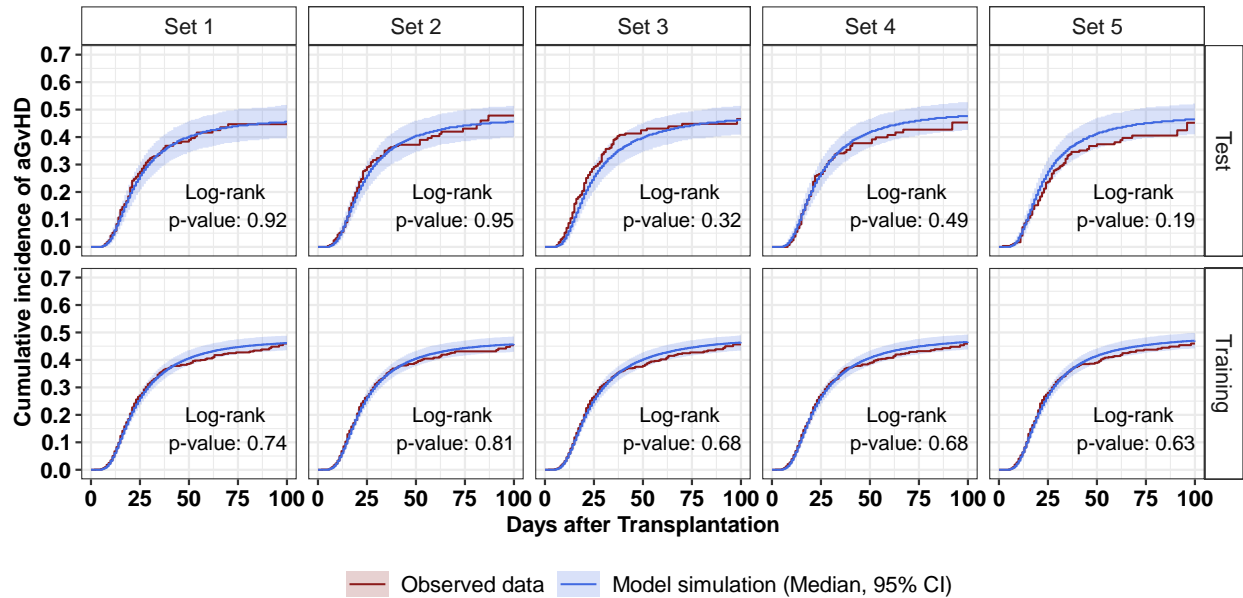 Set 1 Set 2 Set 3 Set 4 Set 5
Cumulative incidence of aGvHD
0.7
0.6
0.5
0.4
0.3
0.2
0.1
0.0
Log-rank
p-value: 0.92
Log-rank
p-value: 0.95
Log-rank
p-value: 0.32
Log-rank
p-value: 0.49
Log-rank
p-value: 0.19
Test
0.7
0.6
0.5
0.4
0.3
0.2
0.1
0.0
Log-rank
p-value: 0.74
Log-rank
p-value: 0.81
Log-rank
p-value: 0.68
Log-rank
p-value: 0.68
Log-rank
p-value: 0.63
Training
0 25 50 75 100 0 25 50 75 100 0 25 50 75 100 0 25 50 75 100 0 25 50 75 100
Days after Transplantation
Observed data Model simulation (Median, 95% CI)